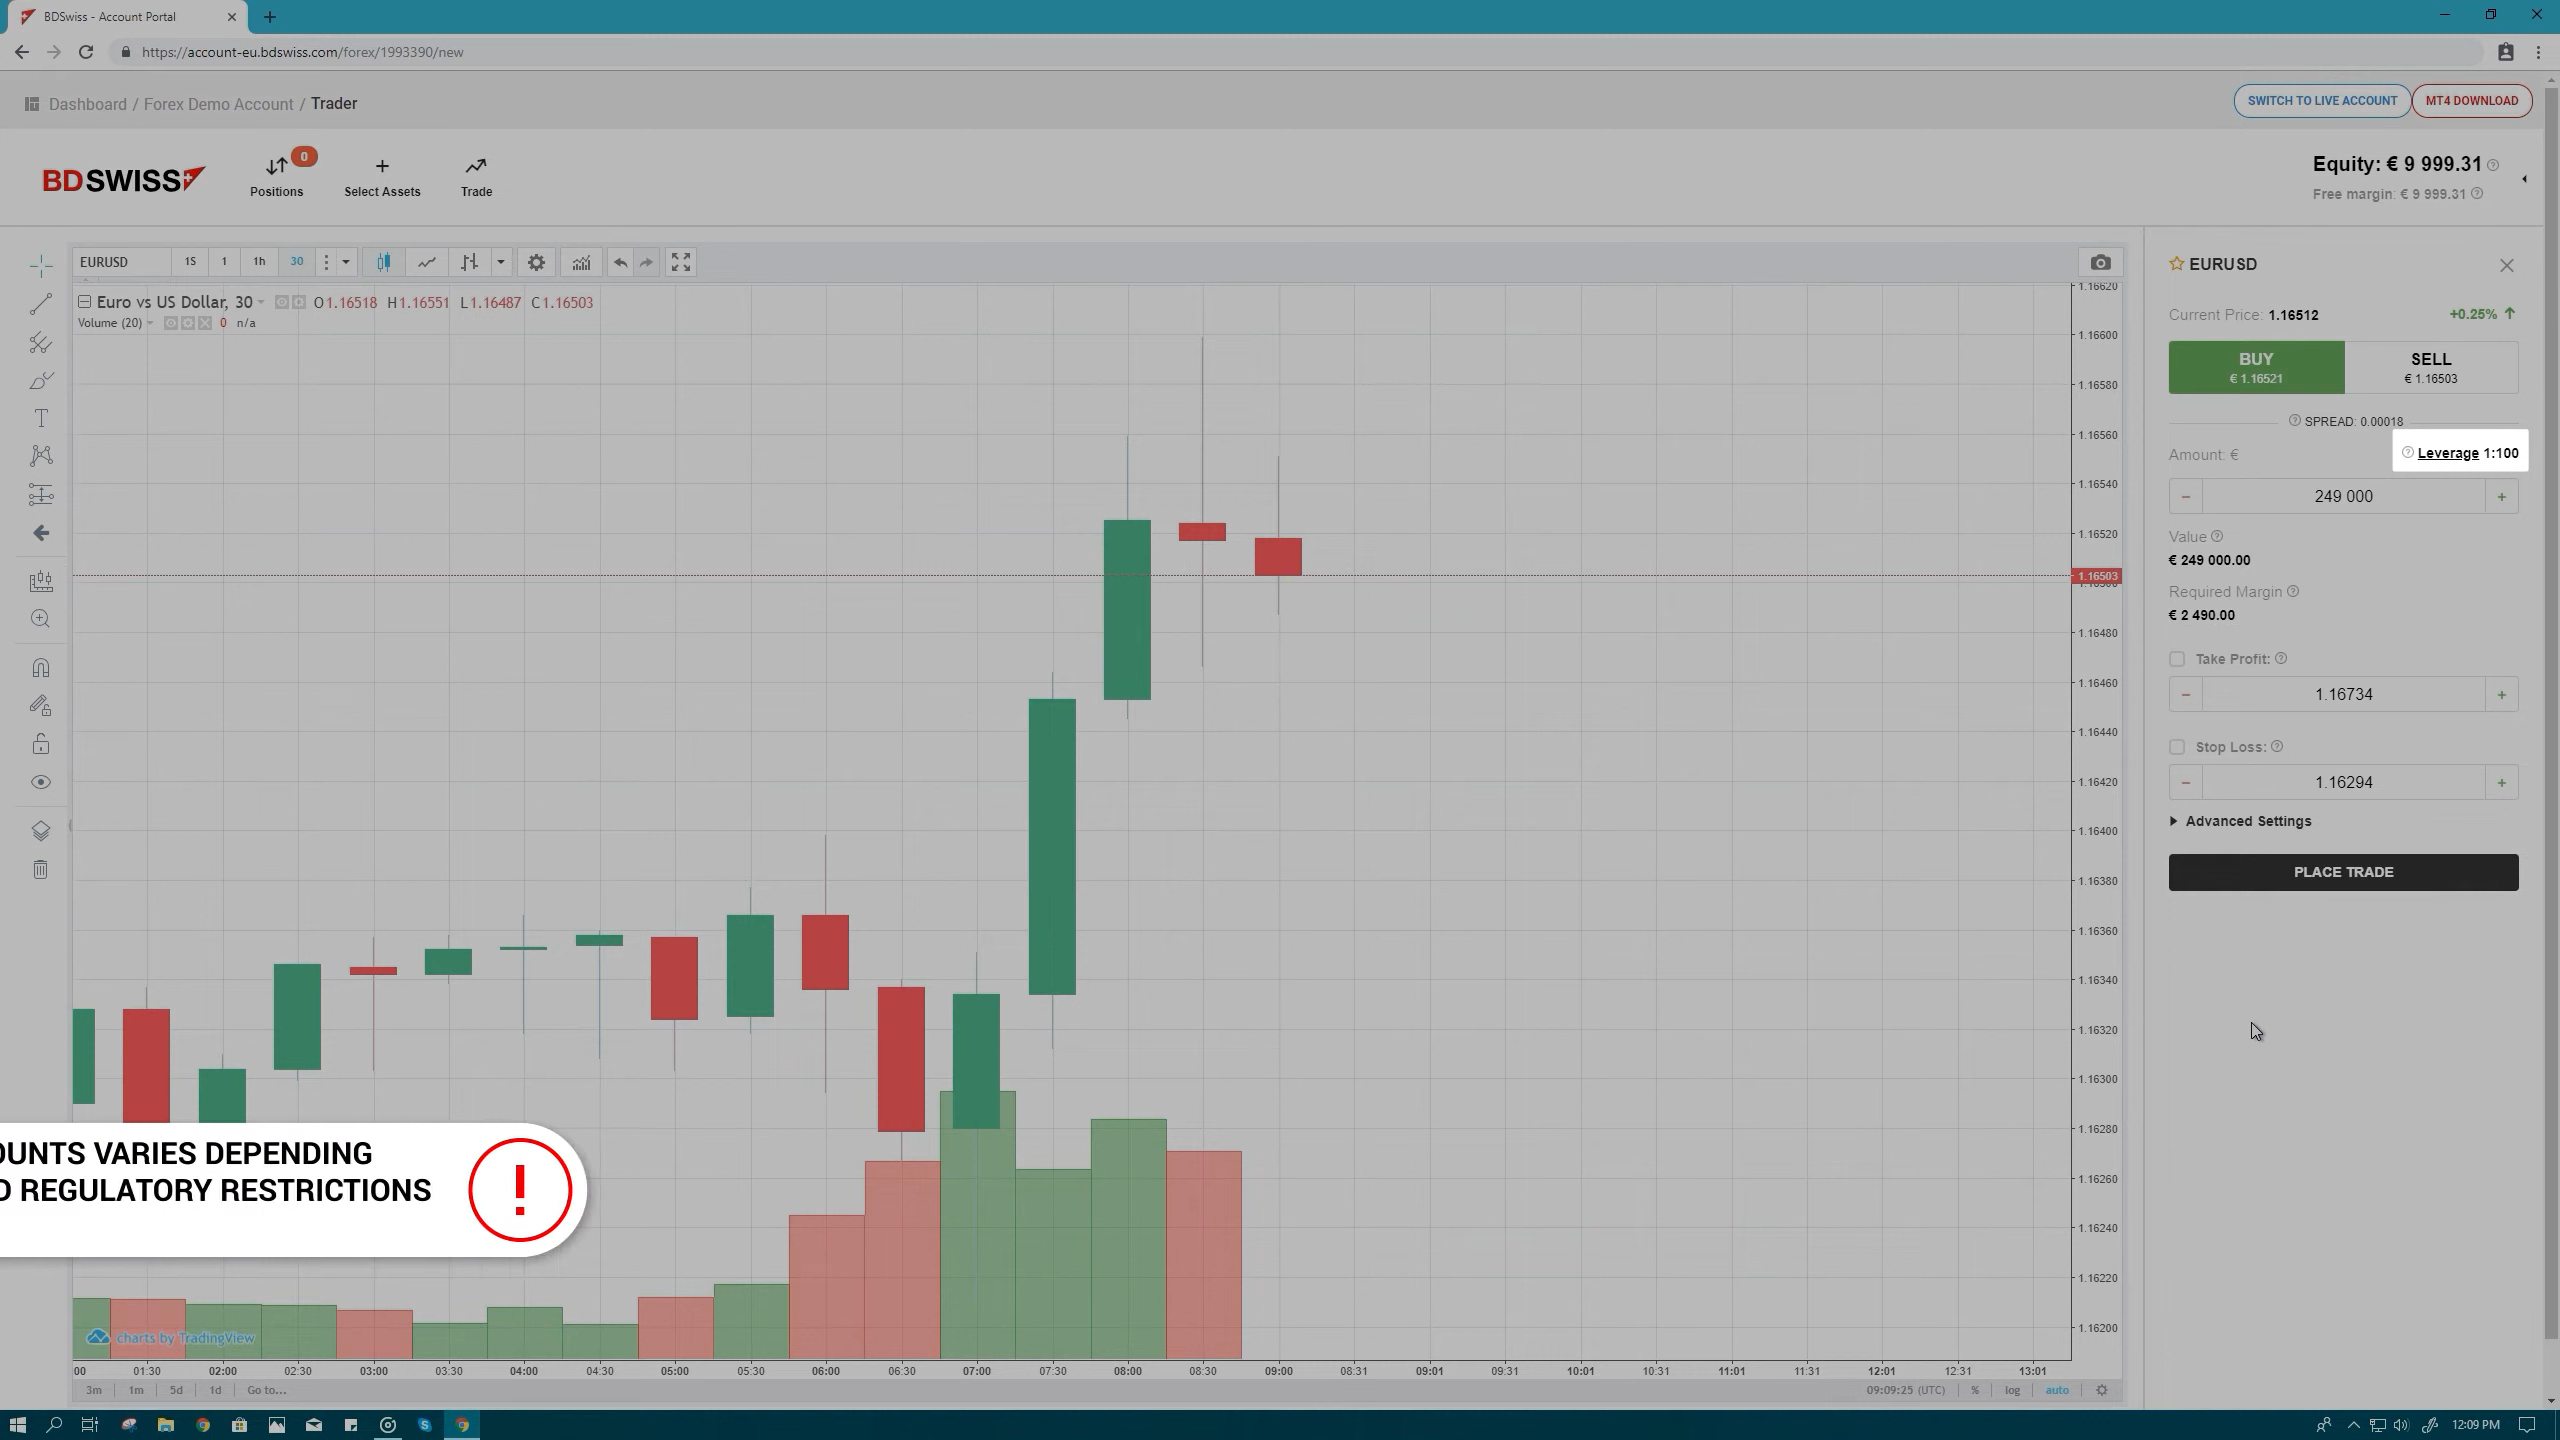 BDSwiss - Account Portal
https://account-eu.bdswiss.com/forex/1993390/new
Dashboard / Forex Demo Account / Trader
SWITCH TO LIVE ACCOUNT
MT4 DOWNLOAD
BDSWISS
0
Positions
Select Assets
Trade
Equity: € 9 999.31
Free margin: € 9 999.31
EURUSD 1S 1 1h 30
Euro vs US Dollar, 30 O1.16518 H1.16551 L1.16487 C1.16503
Volume (20) 0 n/a
1.16620
1.16600
1.16580
1.16560
1.16540
1.16520
1.16503
1.16480
1.16460
1.16440
1.16420
1.16400
1.16380
1.16360
1.16340
1.16320
1.16300
1.16280
1.16260
1.16240
1.16220
1.16200
EURUSD
Current Price: 1.16512 +0.25%
BUY
€ 1.16521
SELL
€ 1.16503
SPREAD: 0.00018
Amount: € Leverage 1:100
249 000
Value
€ 249 000.00
Required Margin
€ 2 490.00
Take Profit:
1.16734
Stop Loss:
1.16294
Advanced Settings
PLACE TRADE
OUNTS VARIES DEPENDING
D REGULATORY RESTRICTIONS
!
charts by TradingView
00 01:30 02:00 02:30 03:00 03:30 04:00 04:30 05:00 05:30 06:00 06:30 07:00 07:30 08:00 08:30 09:00 08:31 09:01 09:31 10:01 10:31 11:01 11:31 12:01 12:31 13:01
3m 1m 5d 1d Go to... 09:09:25 (UTC) % log auto
12:09 PM